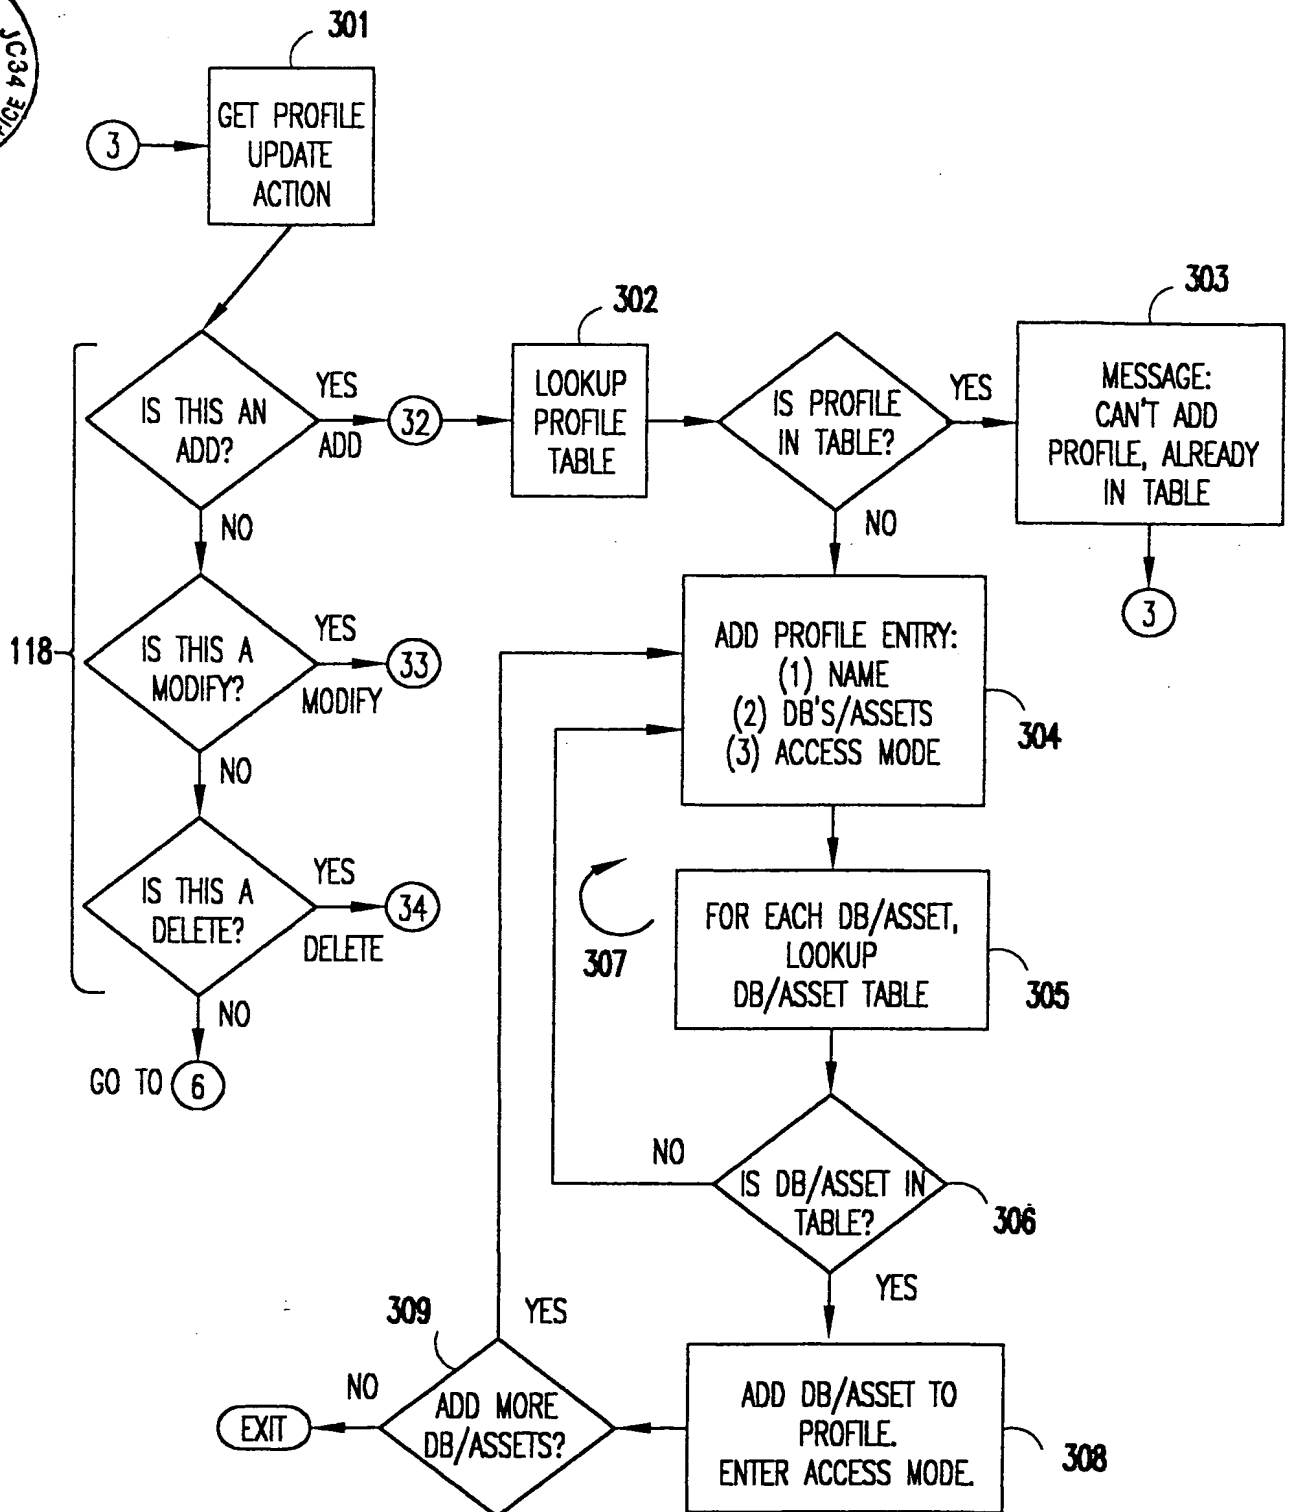 JC34
301
GET PROFILE
UPDATE
ACTION
3
302
303
IS THIS AN
ADD?
YES
ADD
32
LOOKUP
PROFILE
TABLE
IS PROFILE
IN TABLE?
YES
MESSAGE:
CAN'T ADD
PROFILE, ALREADY
IN TABLE
NO
NO
3
118
IS THIS A
MODIFY?
YES
MODIFY
33
ADD PROFILE ENTRY:
(1) NAME
(2) DB'S/ASSETS
(3) ACCESS MODE
304
NO
IS THIS A
DELETE?
YES
DELETE
34
307
FOR EACH DB/ASSET,
LOOKUP
DB/ASSET TABLE
305
NO
GO TO
6
NO
IS DB/ASSET IN
TABLE?
306
YES
309
YES
NO
EXIT
ADD MORE
DB/ASSETS?
ADD DB/ASSET TO
PROFILE.
ENTER ACCESS MODE.
308